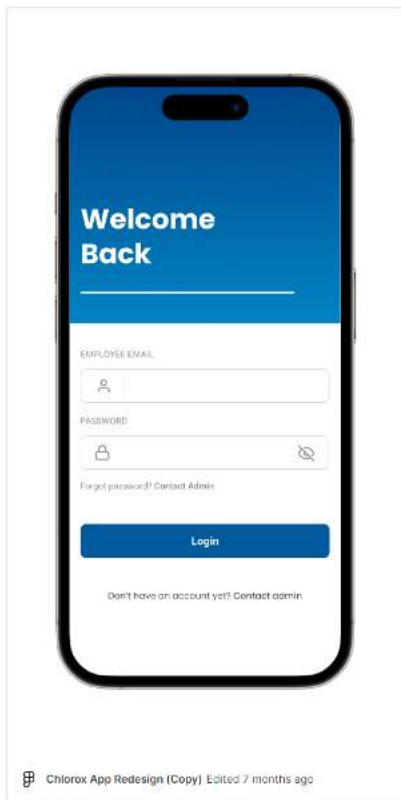 Welcome
Back
EMPLOYEE EMAIL
PASSWORD
Forgot password? Contact Admin
Login
Don't have an account yet? Contact admin
Chlorox App Redesign (Copy) Edited 7 months ago